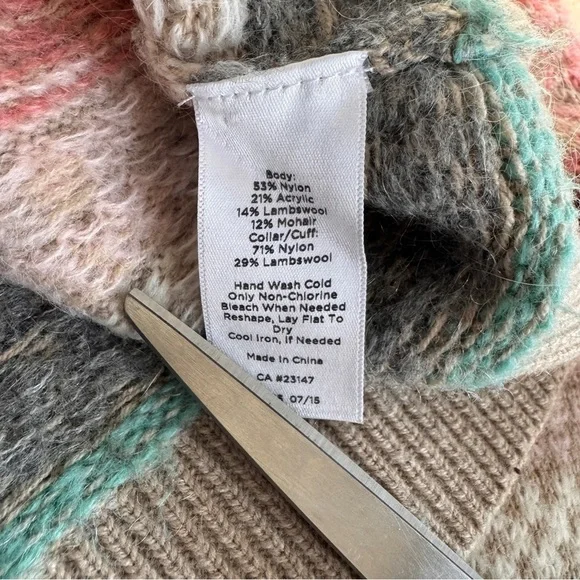 Body:
53% Nylon
21% Acrylic
14% Lambswool
12% Mohair
Collar/Cuff:
71% Nylon
29% Lambswool
Hand Wash Cold
Only Non-Chlorine
Bleach When Needed
Reshape, Lay Flat To
Dry
Cool Iron, If Needed
Made In China
CA #23147
07/15